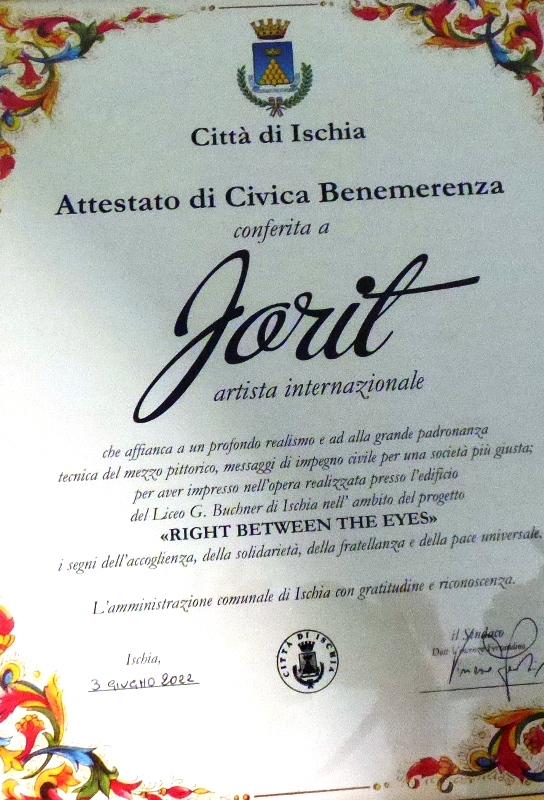 Città di Ischia
Attestato di Civica Benemerenza
conferita a
Jorit
artista internazionale
che affianca a un profondo realismo e ad alla grande padronanza
tecnica del mezzo pittorico, messaggi di impegno civile per una società più giusta;
per aver impresso nell'opera realizzata presso l'edificio
del Liceo G. Buchner di Ischia nell' ambito del progetto
«RIGHT BETWEEN THE EYES»
i segni dell'accoglienza, della solidarietà, della fratellanza e della pace universale.
L'amministrazione comunale di Ischia con gratitudine e riconoscenza.
Ischia,
3 GIUGNO 2022
CITTÀ DI ISCHIA
il Sindaco
Dott.